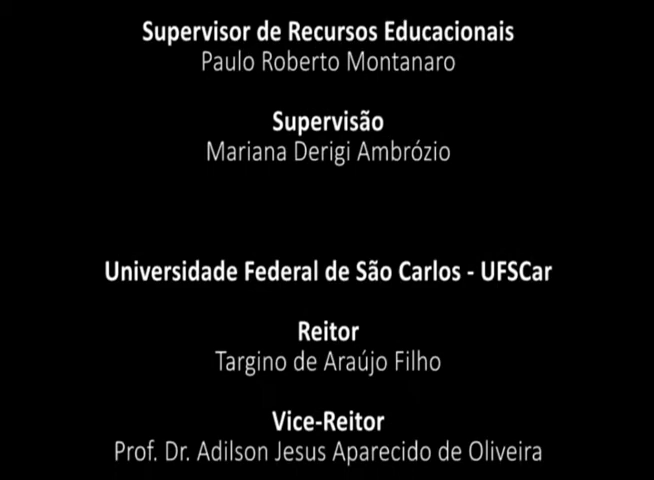 Supervisor de Recursos Educacionais
Paulo Roberto Montanaro
Supervisão
Mariana Derigi Ambrózio
Universidade Federal de São Carlos - UFSCar
Reitor
Targino de Araújo Filho
Vice-Reitor
Prof. Dr. Adilson Jesus Aparecido de Oliveira